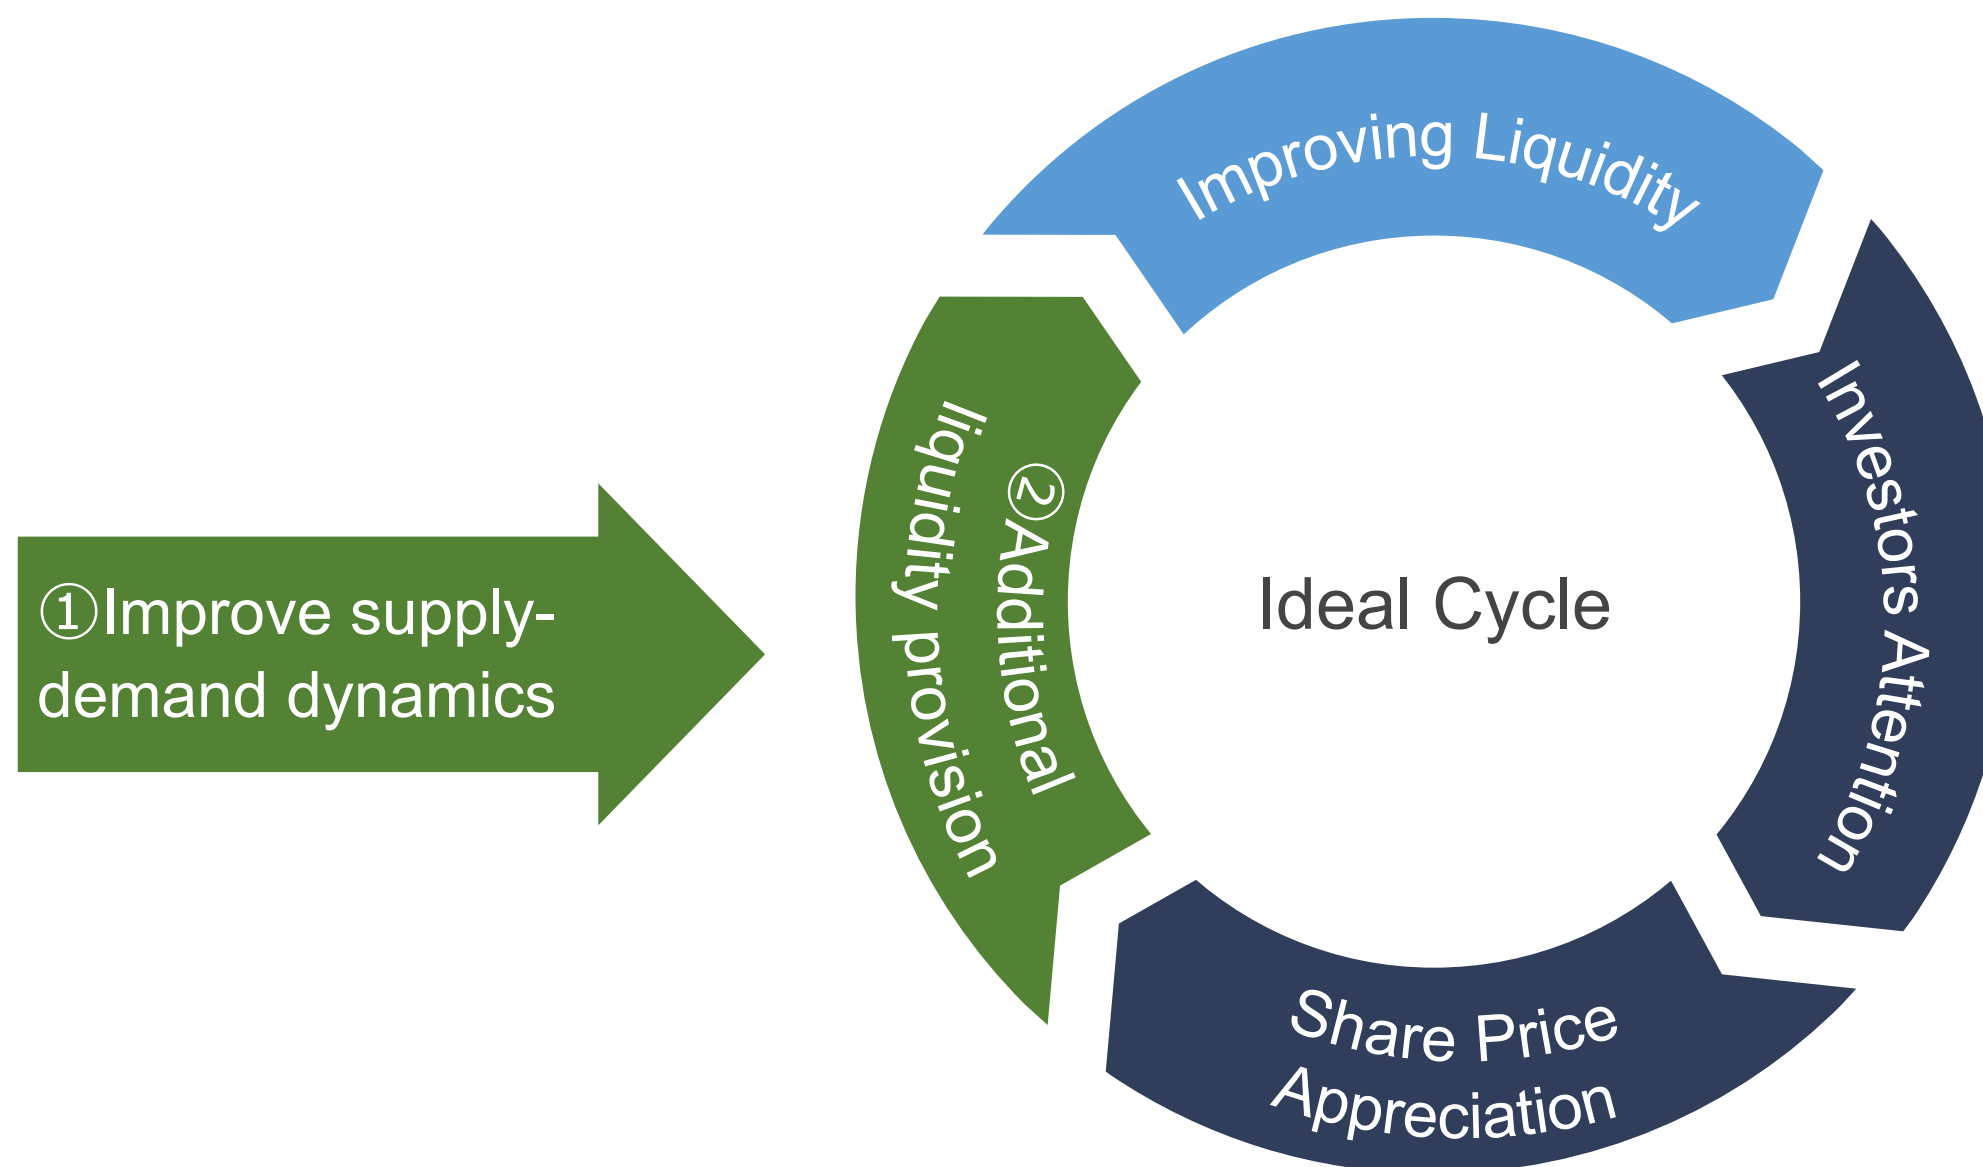 ①Improve supply-
demand dynamics
②Additional
liquidity provision
Improving Liquidity
Investors Attention
Share Price
Appreciation
Ideal Cycle